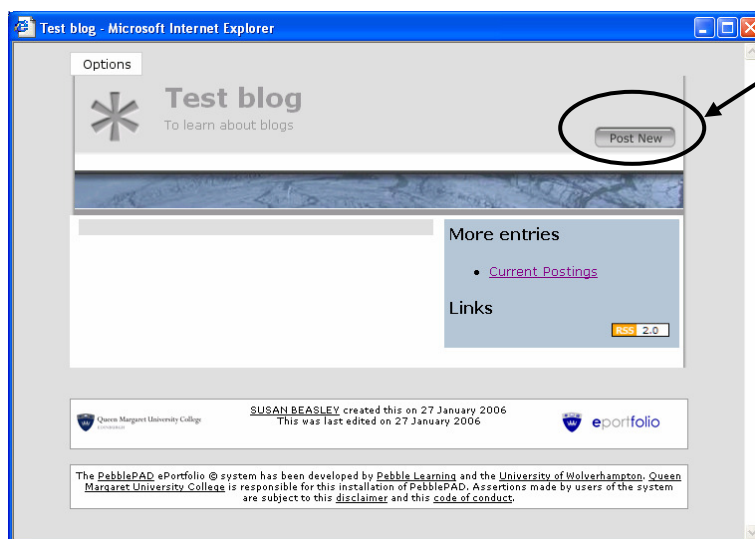 Test blog - Microsoft Internet Explorer
Options
Test blog
To learn about blogs
Post New
More entries
• Current Postings
Links
RSS 2.0
Queen Margaret University College
EDINBURGH
SUSAN BEASLEY created this on 27 January 2006
This was last edited on 27 January 2006
eportfolio
The PebblePAD ePortfolio © system has been developed by Pebble Learning and the University of Wolverhampton. Queen
Margaret University College is responsible for this installation of PebblePAD. Assertions made by users of the system
are subject to this disclaimer and this code of conduct.